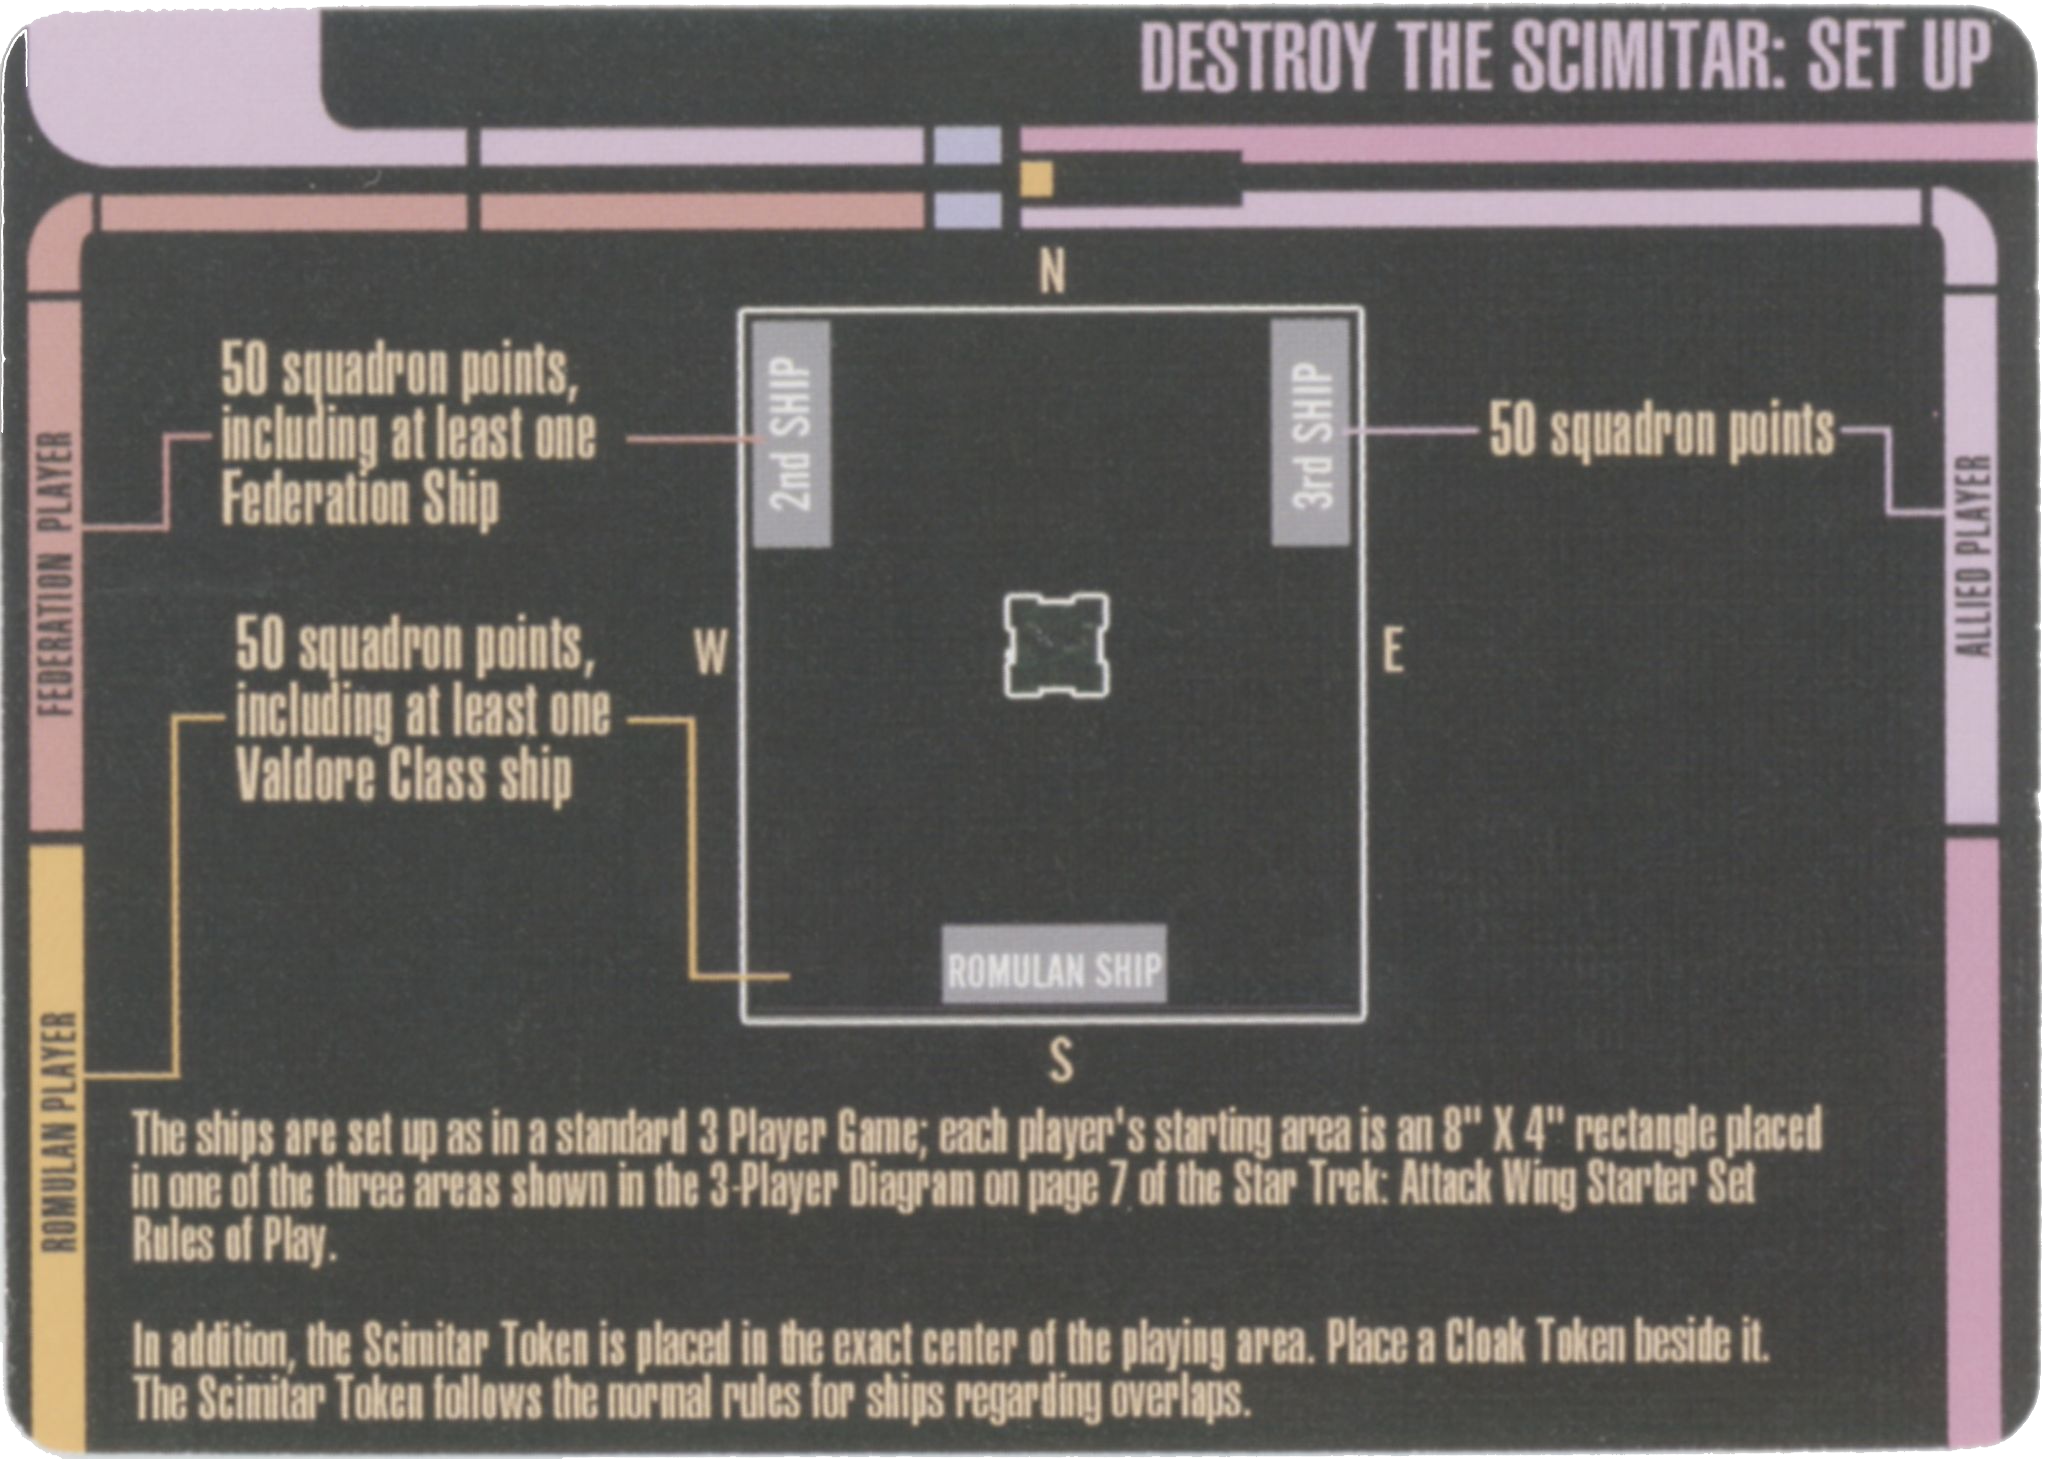 DESTROY THE SCIMITAR: SET UP
N
50 squadron points,
including at least one
Federation Ship
2nd SHIP
3rd SHIP
50 squadron points
FEDERATION PLAYER
ALLIED PLAYER
50 squadron points,
including at least one
Valdore Class ship
W
E
ROMULAN SHIP
S
ROMULAN PLAYER
The ships are set up as in a standard 3 Player Game; each player's starting area is an 8" X 4" rectangle placed
in one of the three areas shown in the 3-Player Diagram on page 7 of the Star Trek: Attack Wing Starter Set
Rules of Play.
In addition, the Scimitar Token is placed in the exact center of the playing area. Place a Cloak Token beside it.
The Scimitar Token follows the normal rules for ships regarding overlaps.